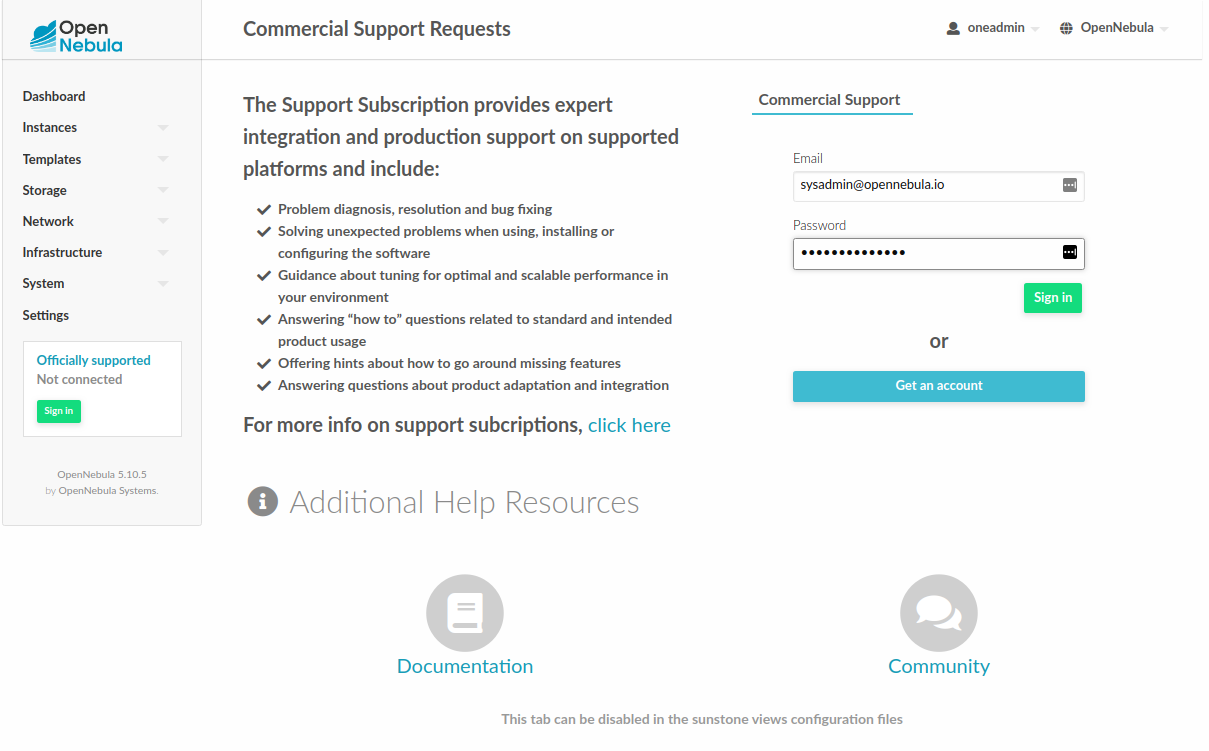 Open
Nebula
Commercial Support Requests
oneadmin
OpenNebula
Dashboard
Instances
Templates
Storage
Network
Infrastructure
System
Settings
Officially supported
Not connected
Sign in
OpenNebula 5.10.5
by OpenNebula Systems.
The Support Subscription provides expert
integration and production support on supported
platforms and include:
Problem diagnosis, resolution and bug fixing
Solving unexpected problems when using, installing or
configuring the software
Guidance about tuning for optimal and scalable performance in
your environment
Answering “how to” questions related to standard and intended
product usage
Offering hints about how to go around missing features
Answering questions about product adaptation and integration
For more info on support subcriptions, click here
Commercial Support
Email
sysadmin@opennebula.io
Password
••••••••••••••
Sign in
or
Get an account
Additional Help Resources
Documentation
Community
This tab can be disabled in the sunstone views configuration files